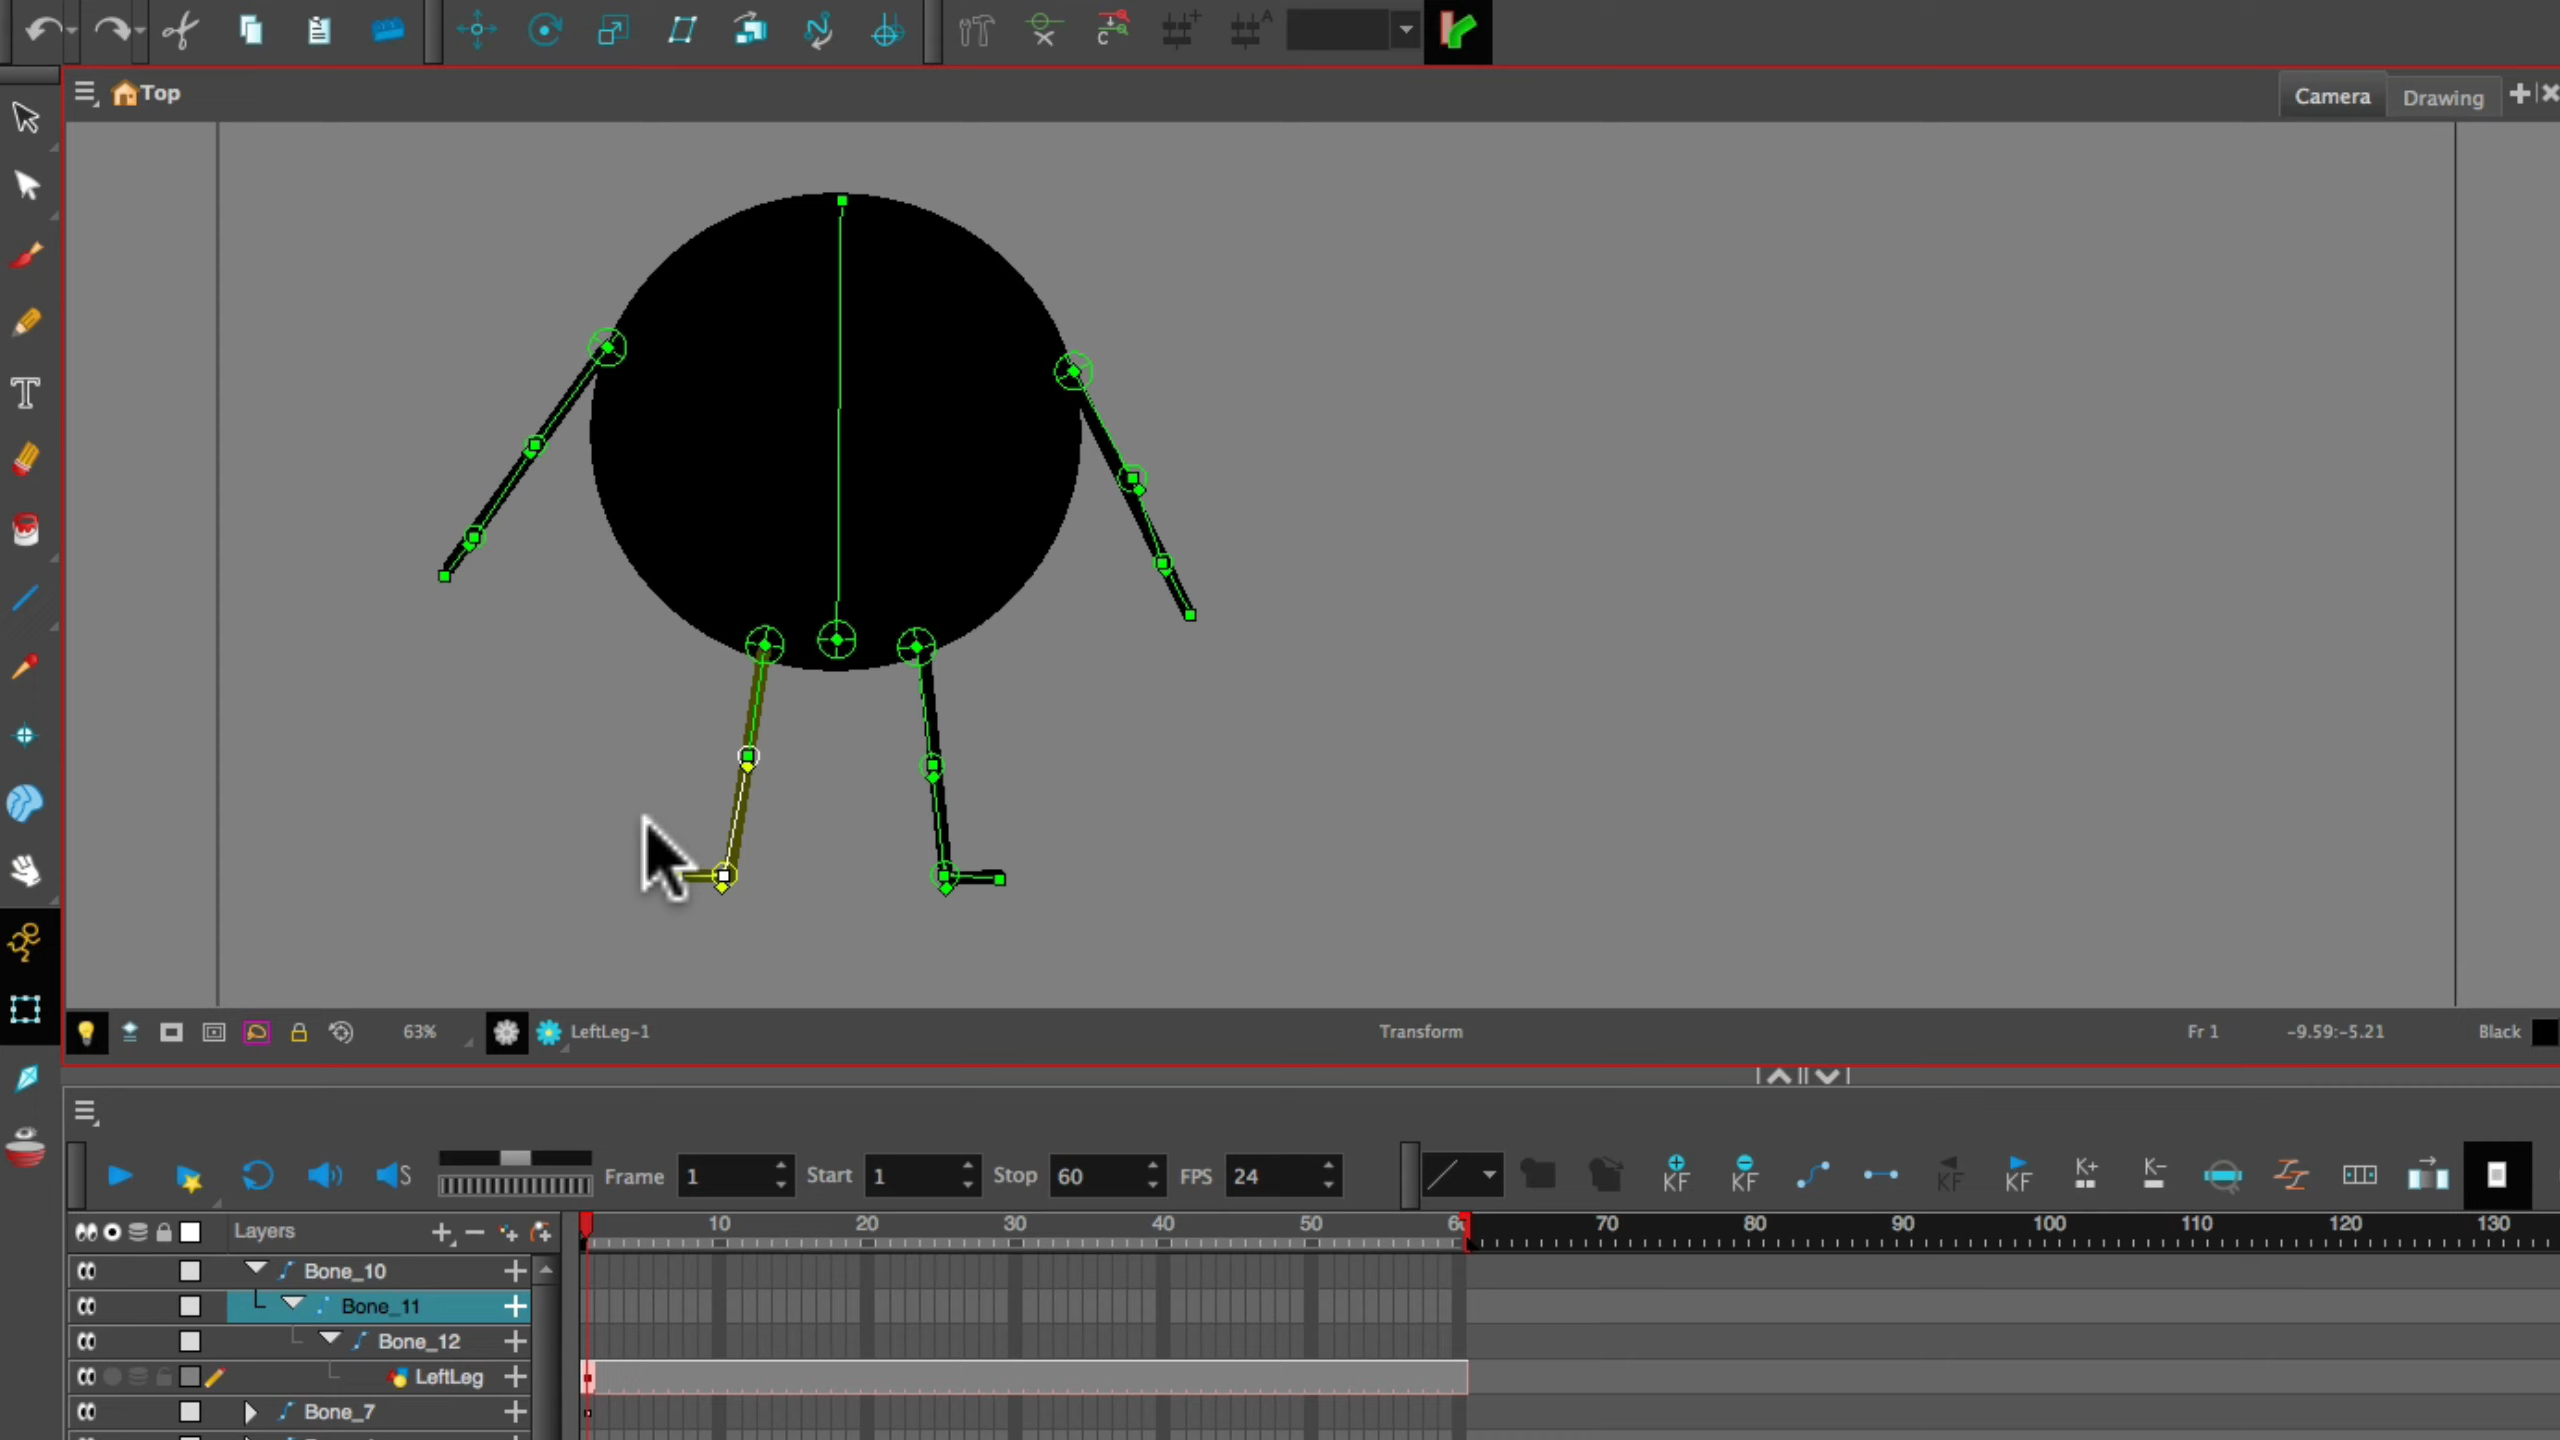 Top
Camera
Drawing
63%
LeftLeg-1
Transform
Fr 1
-9.59:-5.21
Black
S
Frame 1
Start 1
Stop 60
FPS 24
KF
KF
KF
KF
K+
K-
Layers
10 20 30 40 50 70 80 90 100 110 120 130
Bone_10
Bone_11
Bone_12
LeftLeg
Bone_7